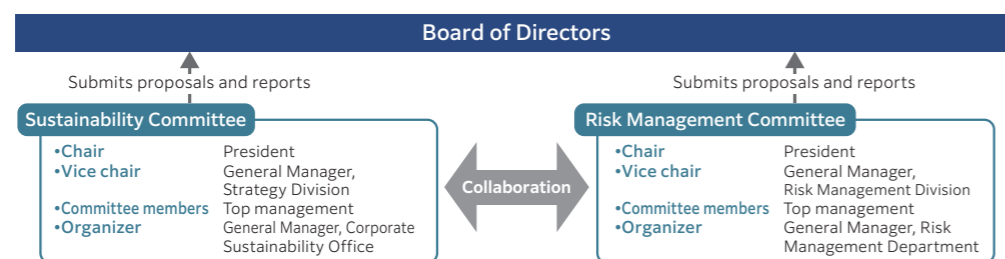 Board of Directors
Submits proposals and reports
Submits proposals and reports
Sustainability Committee
•Chair President
•Vice chair General Manager,
Strategy Division
•Committee members Top management
•Organizer General Manager, Corporate
Sustainability Office
Collaboration
Risk Management Committee
•Chair President
•Vice chair General Manager,
Risk Management Division
•Committee members Top management
•Organizer General Manager, Risk
Management Department